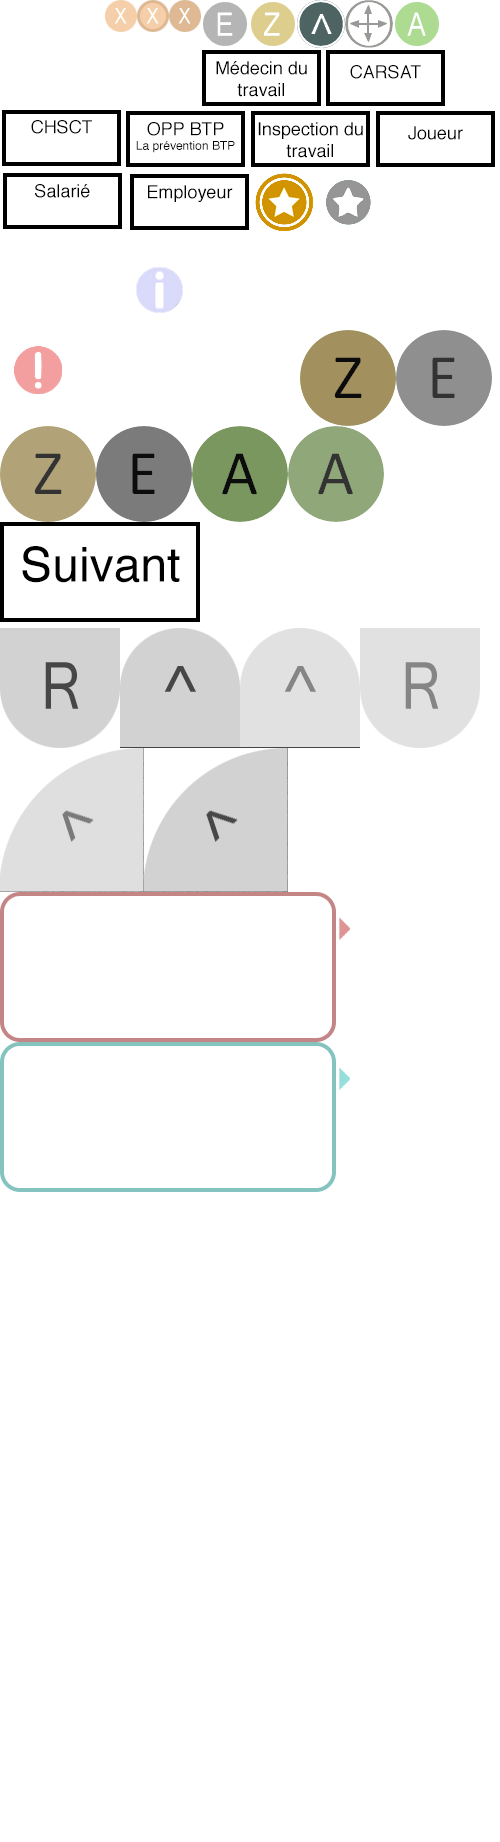 X X X E Z ^ A
Médecin du
travail
CARSAT
CHSCT
OPP BTP
La prévention BTP
Inspection du
travail
Joueur
Salarié
Employeur
i
!
Z E
Z E A A
Suivant
R ^ ^ R
^ ^